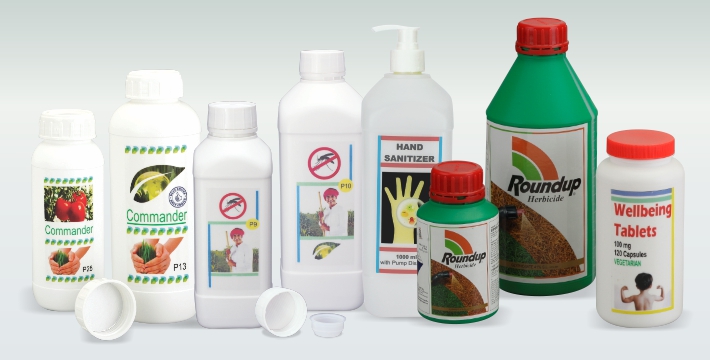 Commander
P25
Commander
P13
P9
P10
HAND
SANITIZER
1000 ml
with Pump
Roundup
Herbicide
Roundup
Herbicide
Wellbeing
Tablets
100 mg
120 Capsules
VEGETARIAN